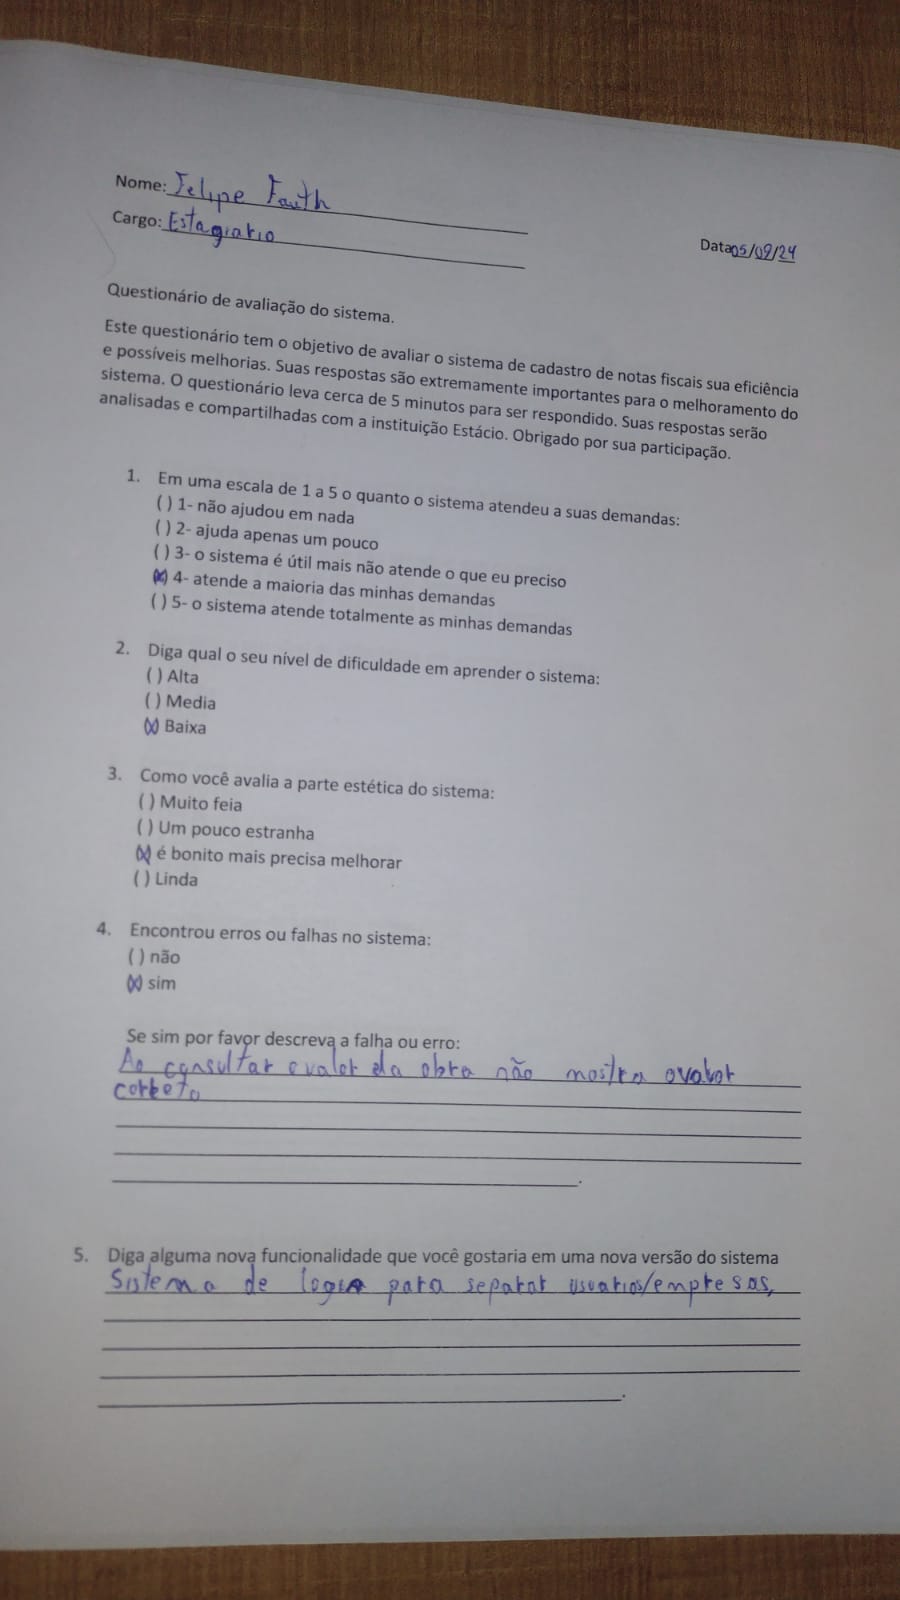 Nome: Felipe Fauth
Cargo: Estagiario
Data 05/09/24
Questionário de avaliação do sistema.
Este questionário tem o objetivo de avaliar o sistema de cadastro de notas fiscais sua eficiência
e possíveis melhorias. Suas respostas são extremamente importantes para o melhoramento do
sistema. O questionário leva cerca de 5 minutos para ser respondido. Suas respostas serão
analisadas e compartilhadas com a instituição Estácio. Obrigado por sua participação.
1. Em uma escala de 1 a 5 o quanto o sistema atendeu a suas demandas:
( ) 1- não ajudou em nada
( ) 2- ajuda apenas um pouco
( ) 3- o sistema é útil mais não atende o que eu preciso
(X) 4- atende a maioria das minhas demandas
( ) 5- o sistema atende totalmente as minhas demandas
2. Diga qual o seu nível de dificuldade em aprender o sistema:
( ) Alta
( ) Media
(X) Baixa
3. Como você avalia a parte estética do sistema:
( ) Muito feia
( ) Um pouco estranha
(X) é bonito mais precisa melhorar
( ) Linda
4. Encontrou erros ou falhas no sistema:
( ) não
(X) sim
Se sim por favor descreva a falha ou erro:
Ao consultar o valor da obra não mostra o valor
correto
5. Diga alguma nova funcionalidade que você gostaria em uma nova versão do sistema
Sistema de login para separar usuarios/empresas,